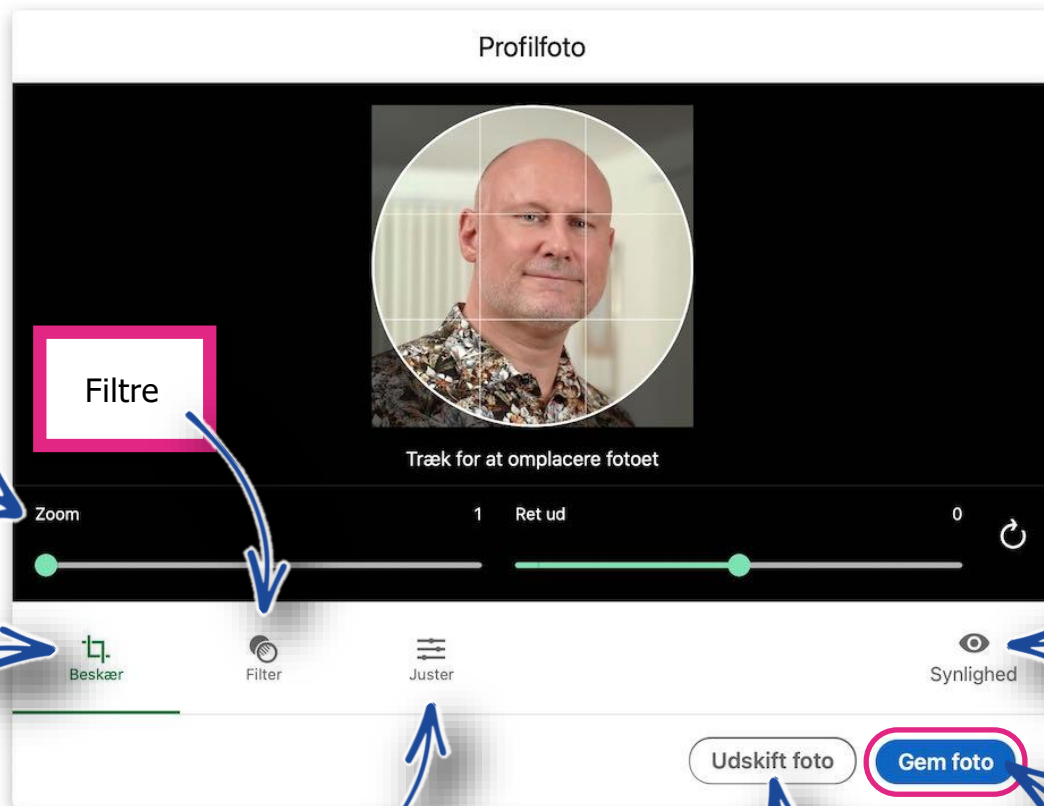 Profilfoto
Filtre
Træk for at omplacere fotoet
Zoom 1 Ret ud 0
Beskær Filter Juster Synlighed
Udskift foto Gem foto